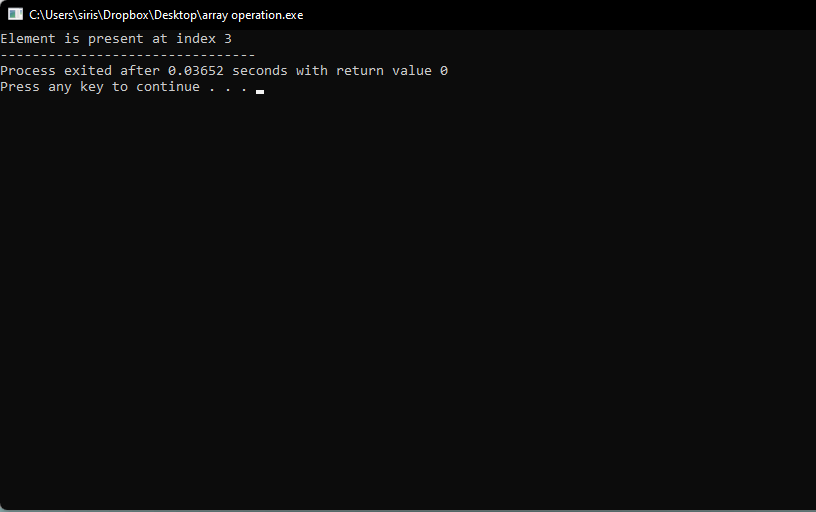 C:\Users\siris\Dropbox\Desktop\array operation.exe
Element is present at index 3
--------------------------------
Process exited after 0.03652 seconds with return value 0
Press any key to continue . . .